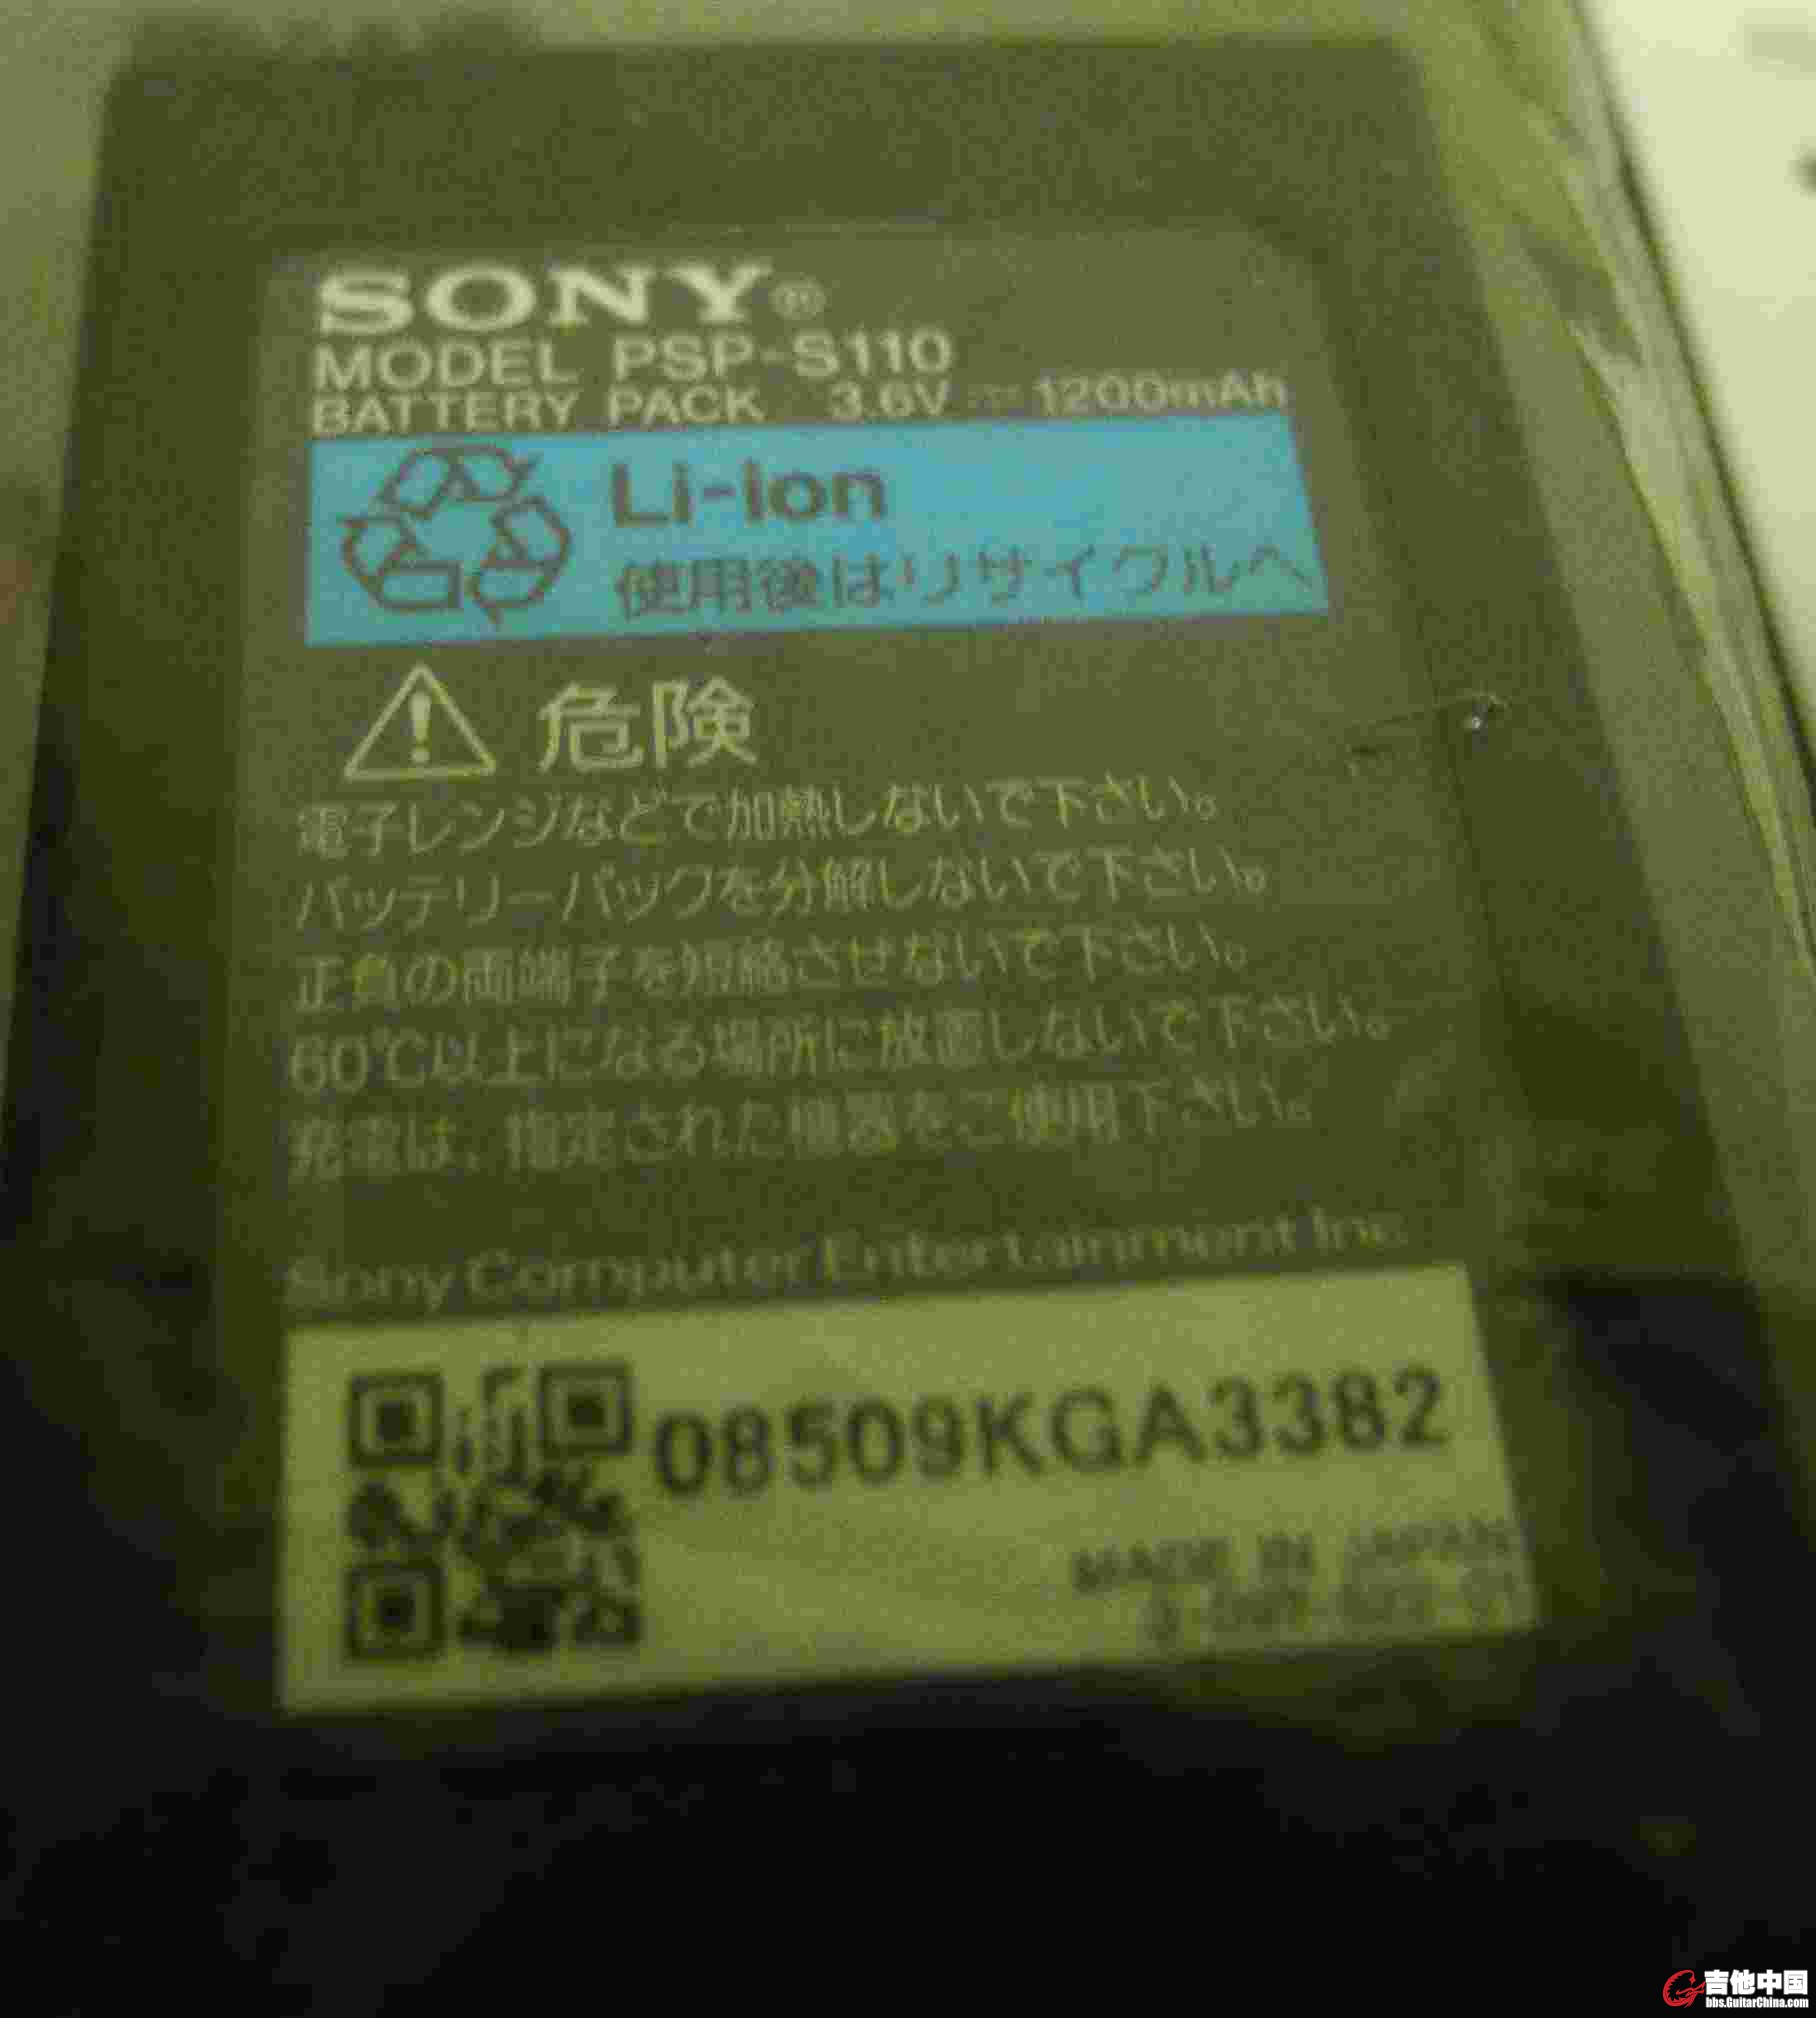 SONY®
MODEL PSP-S110
BATTERY PACK 3.6V ⎓ 1200mAh
Li-ion
使用後はリサイクルへ
危険
電子レンジなどで加熱しないで下さい。
バッテリーパックを分解しないで下さい。
正負の両端子を短絡させないで下さい。
60℃以上になる場所に放置しないで下さい。
充電は、指定された機器をご使用下さい。
Sony Computer Entertainment Inc.
08509KGA3382
MADE IN JAPAN
吉他中国
bbs.GuitarChina.com